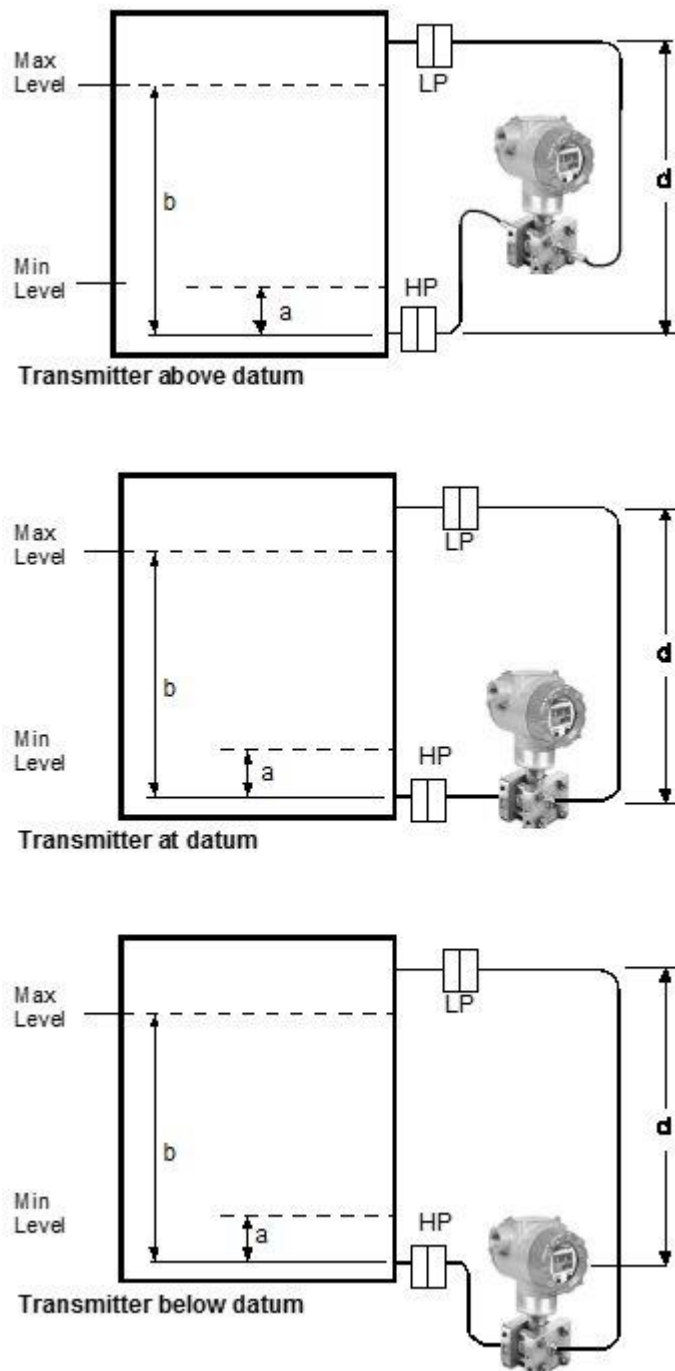 Max
Level
LP
b
d
Min
Level
a
HP
Transmitter above datum
Max
Level
LP
b
d
Min
Level
a
HP
Transmitter at datum
Max
Level
LP
b
d
Min
Level
a
HP
Transmitter below datum